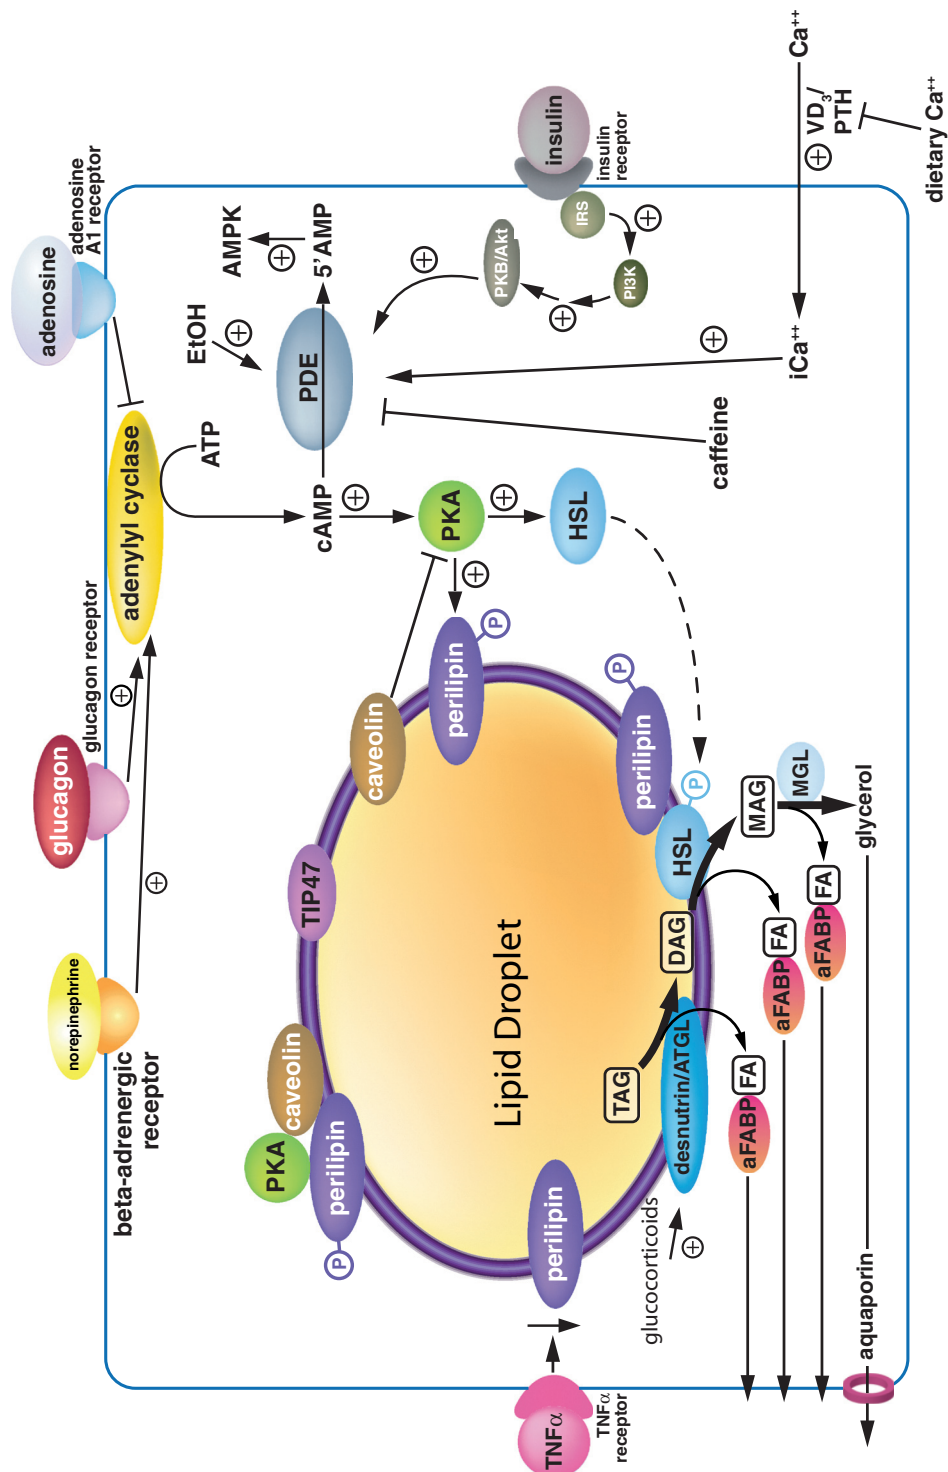 TNFα
TNFα
receptor
norepinephrine
beta-adrenergic
receptor
glucagon
glucagon receptor
adenosine
adenosine
A1 receptor
adenylyl cyclase
+
+
ATP
EtOH
+
AMPK
+
5' AMP
PDE
cAMP
+
PKA
+
HSL
+
caffeine
insulin
insulin
receptor
IRS
+
PI3K
+
PKB/Akt
+
Ca++
VD3/
PTH
+
dietary Ca++
iCa++
+
PKA
caveolin
perilipin
P
TIP47
caveolin
perilipin
P
perilipin
P
perilipin
Lipid Droplet
TAG
DAG
MAG
HSL
P
MGL
desnutrin/ATGL
glucocorticoids
+
aFABP
FA
aFABP
FA
aFABP
FA
aquaporin
glycerol